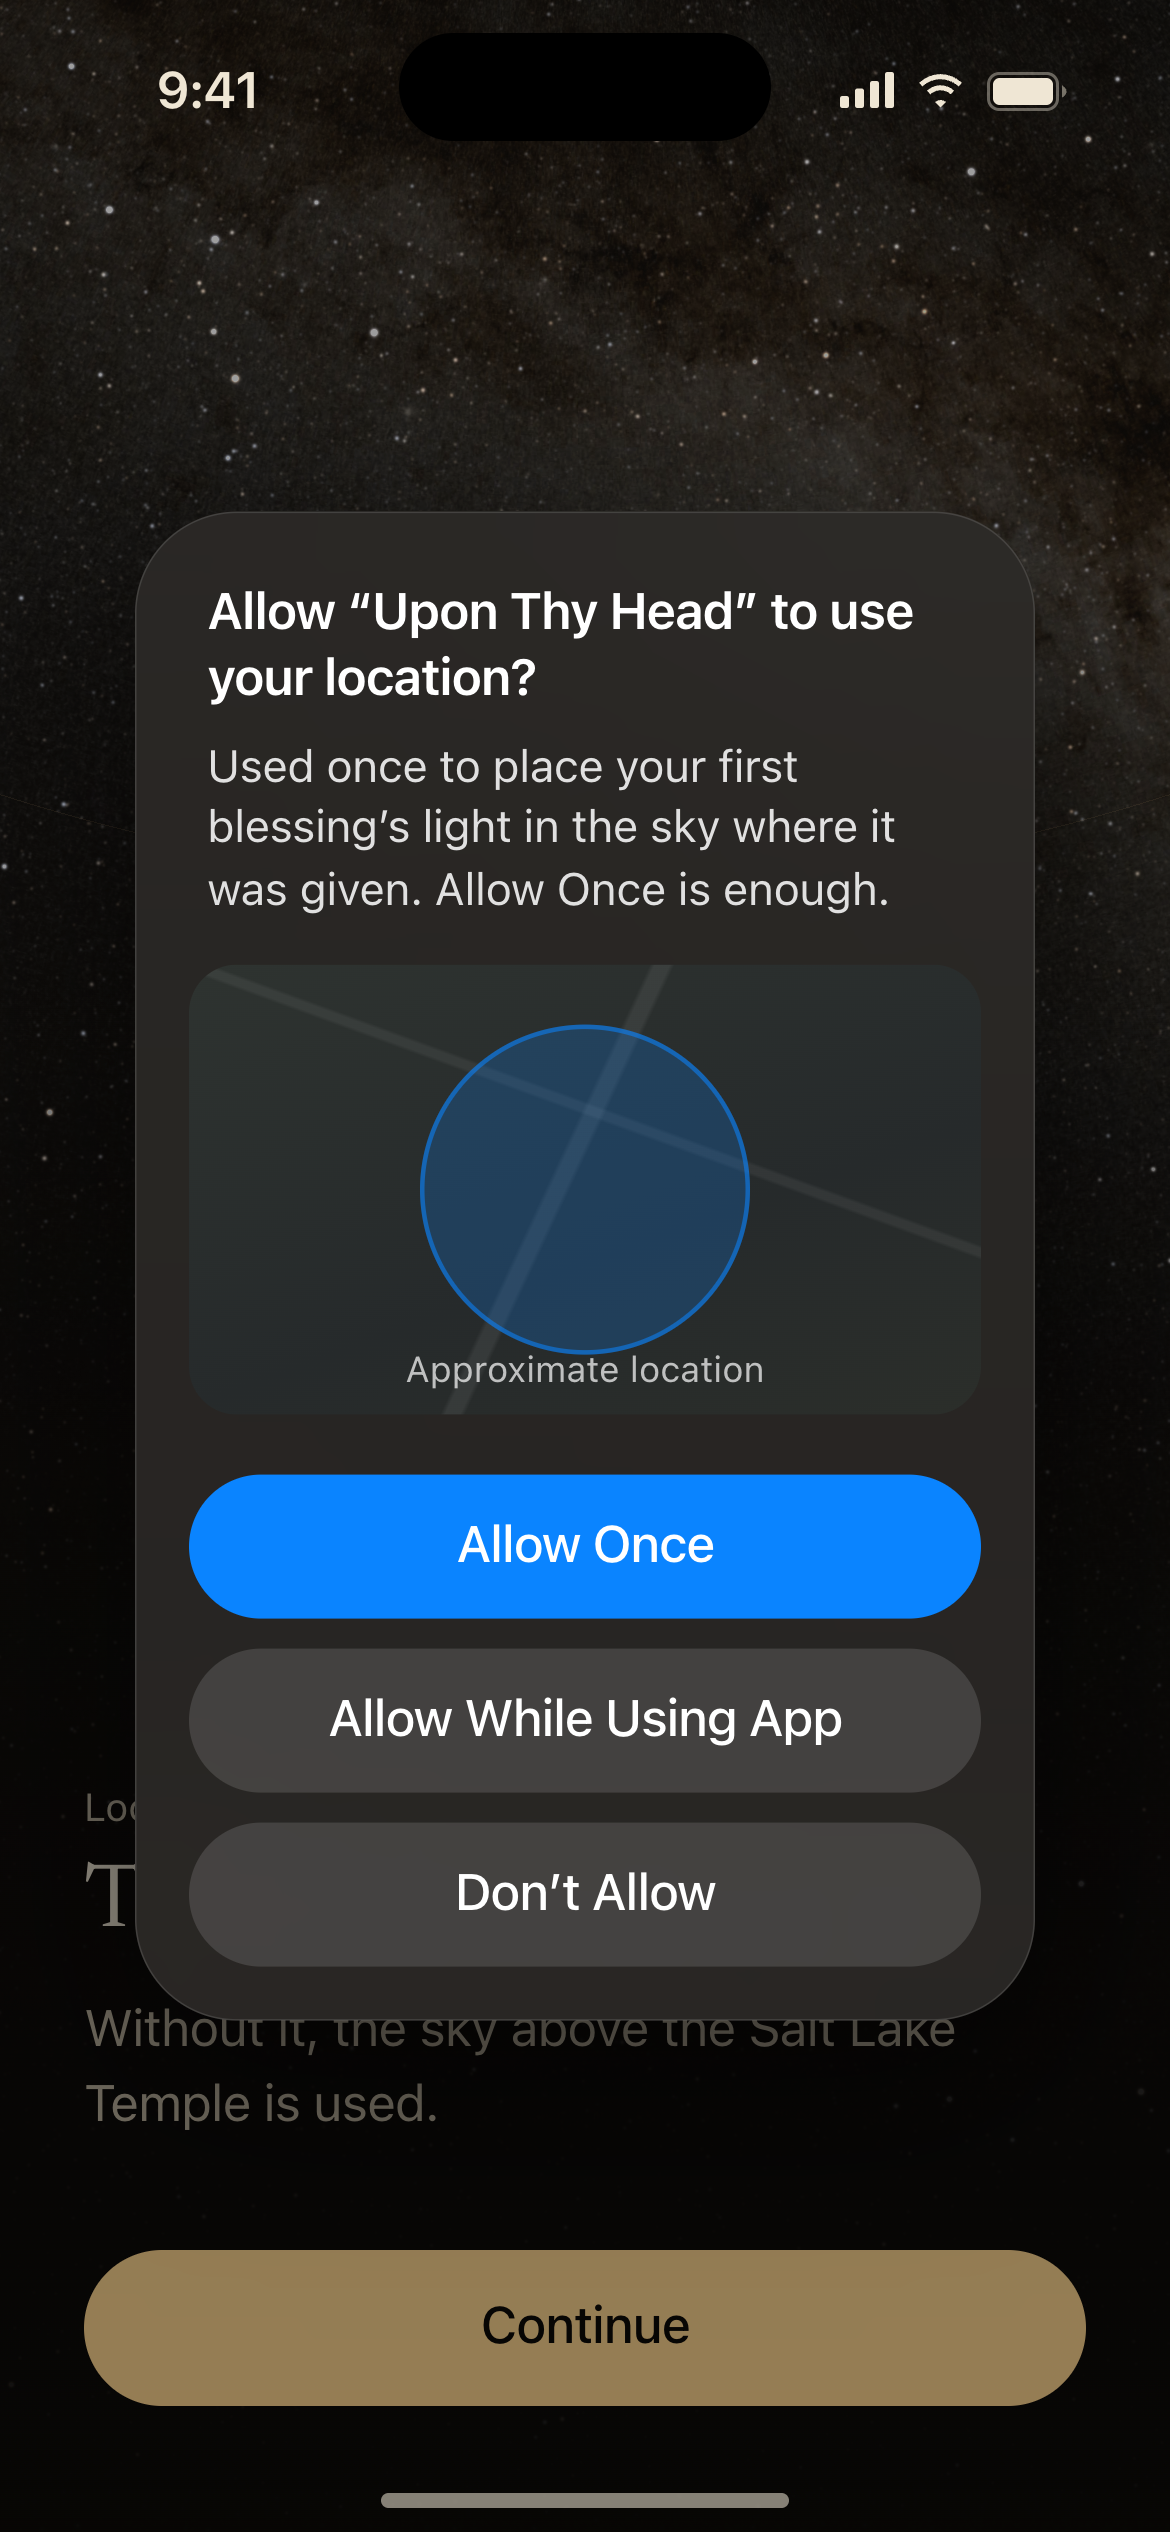 9:41
Allow “Upon Thy Head” to use
your location?
Used once to place your first
blessing’s light in the sky where it
was given. Allow Once is enough.
Approximate location
Allow Once
Allow While Using App
Don’t Allow
Without it, the sky above the Salt Lake
Temple is used.
Continue